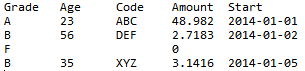 Grade Age Code Amount Start
A 23 ABC 48.982 2014-01-01
B 56 DEF 2.7183 2014-01-02
F 0
B 35 XYZ 3.1416 2014-01-05